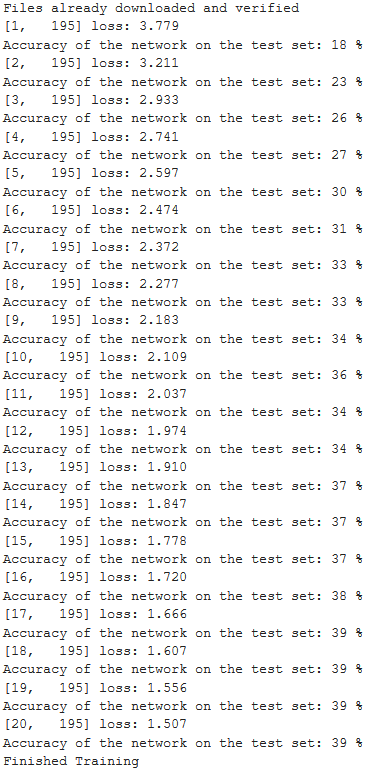 Files already downloaded and verified
[1,   195] loss: 3.779
Accuracy of the network on the test set: 18 %
[2,   195] loss: 3.211
Accuracy of the network on the test set: 23 %
[3,   195] loss: 2.933
Accuracy of the network on the test set: 26 %
[4,   195] loss: 2.741
Accuracy of the network on the test set: 27 %
[5,   195] loss: 2.597
Accuracy of the network on the test set: 30 %
[6,   195] loss: 2.474
Accuracy of the network on the test set: 31 %
[7,   195] loss: 2.372
Accuracy of the network on the test set: 33 %
[8,   195] loss: 2.277
Accuracy of the network on the test set: 33 %
[9,   195] loss: 2.183
Accuracy of the network on the test set: 34 %
[10,   195] loss: 2.109
Accuracy of the network on the test set: 36 %
[11,   195] loss: 2.037
Accuracy of the network on the test set: 34 %
[12,   195] loss: 1.974
Accuracy of the network on the test set: 34 %
[13,   195] loss: 1.910
Accuracy of the network on the test set: 37 %
[14,   195] loss: 1.847
Accuracy of the network on the test set: 37 %
[15,   195] loss: 1.778
Accuracy of the network on the test set: 37 %
[16,   195] loss: 1.720
Accuracy of the network on the test set: 38 %
[17,   195] loss: 1.666
Accuracy of the network on the test set: 39 %
[18,   195] loss: 1.607
Accuracy of the network on the test set: 39 %
[19,   195] loss: 1.556
Accuracy of the network on the test set: 39 %
[20,   195] loss: 1.507
Accuracy of the network on the test set: 39 %
Finished Training